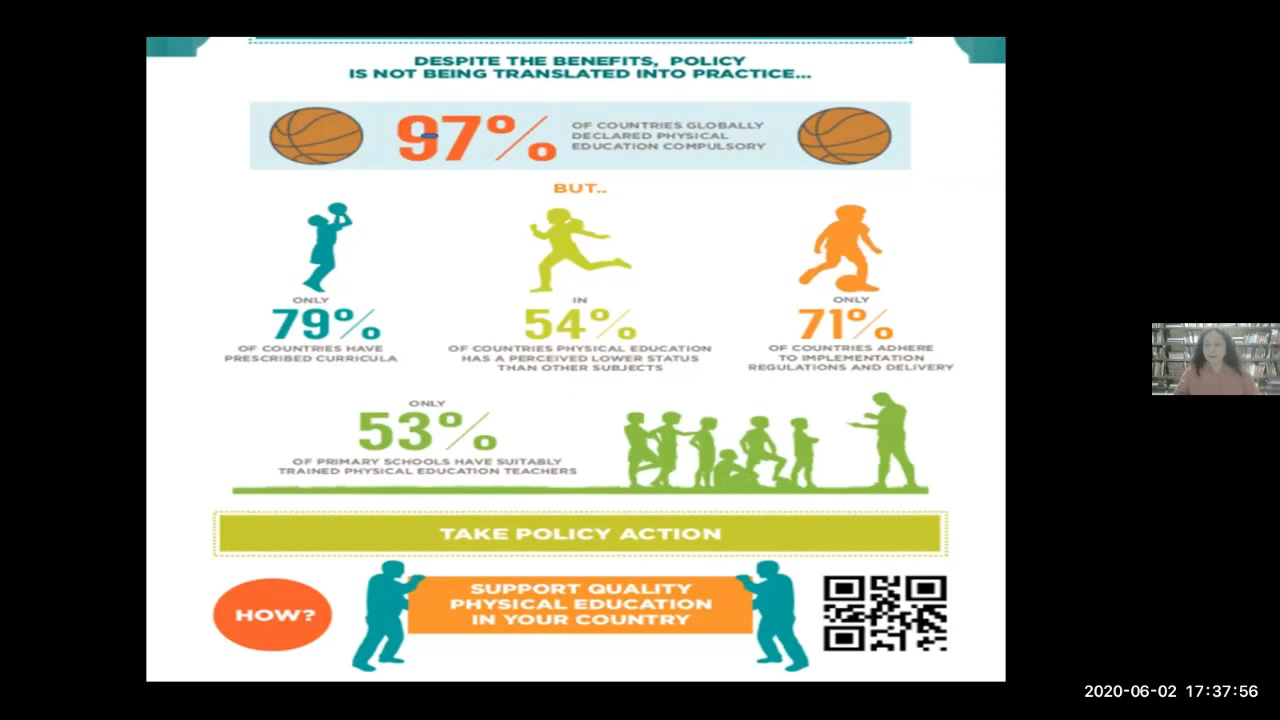 DESPITE THE BENEFITS, POLICY
IS NOT BEING TRANSLATED INTO PRACTICE...
97%
OF COUNTRIES GLOBALLY
DECLARED PHYSICAL
EDUCATION COMPULSORY
BUT..
ONLY
79%
OF COUNTRIES HAVE
PRESCRIBED CURRICULA
IN
54%
OF COUNTRIES PHYSICAL EDUCATION
HAS A PERCEIVED LOWER STATUS
THAN OTHER SUBJECTS
ONLY
71%
OF COUNTRIES ADHERE
TO IMPLEMENTATION
REGULATIONS AND DELIVERY
ONLY
53%
OF PRIMARY SCHOOLS HAVE SUITABLY
TRAINED PHYSICAL EDUCATION TEACHERS
TAKE POLICY ACTION
HOW?
SUPPORT QUALITY
PHYSICAL EDUCATION
IN YOUR COUNTRY
2020-06-02 17:37:56